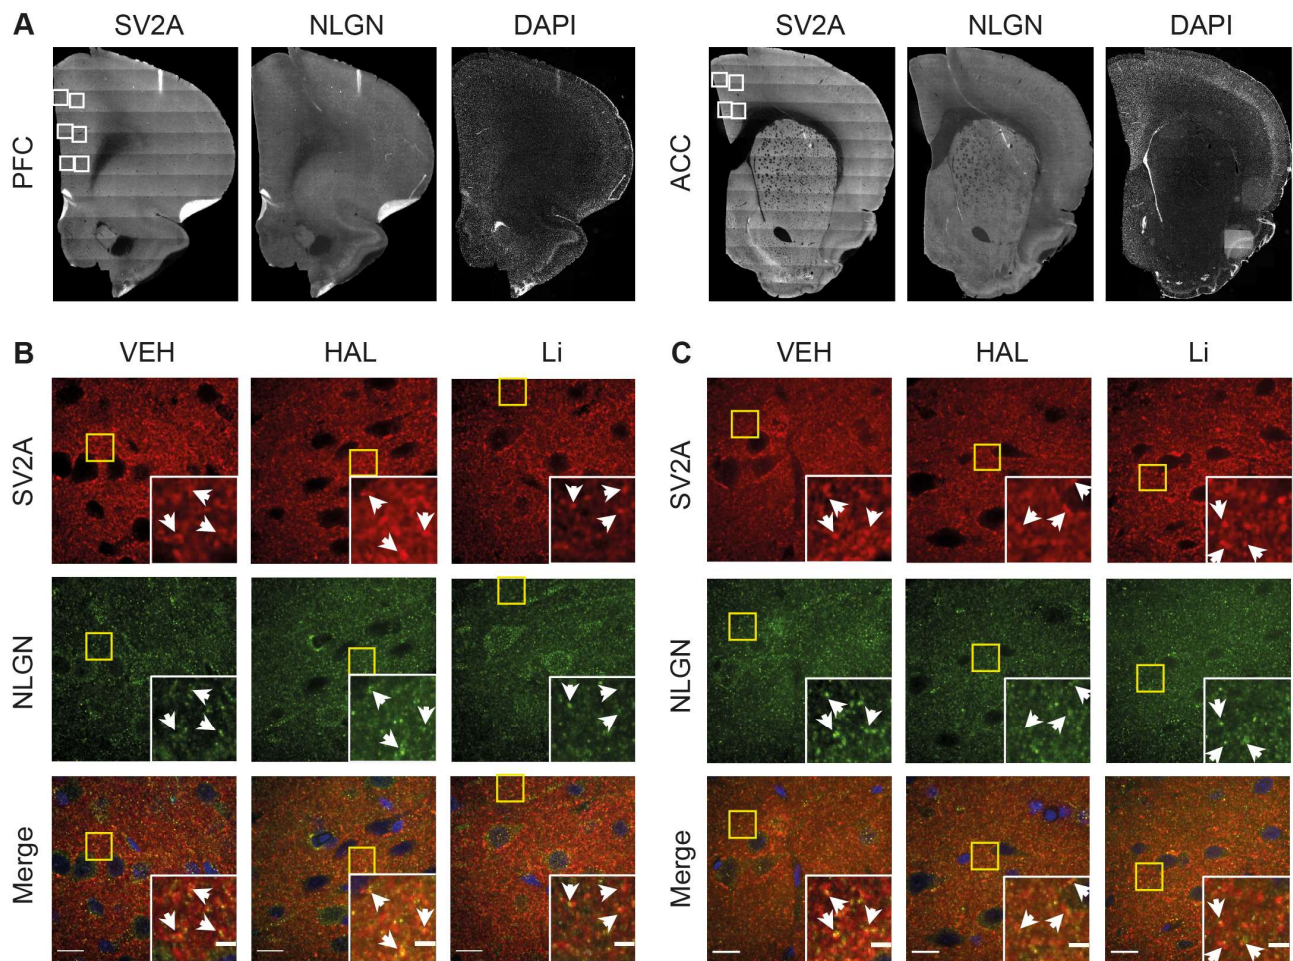 A SV2A NLGN DAPI SV2A NLGN DAPI
PFC ACC
B VEH HAL Li C VEH HAL Li
SV2A SV2A
NLGN NLGN
Merge Merge